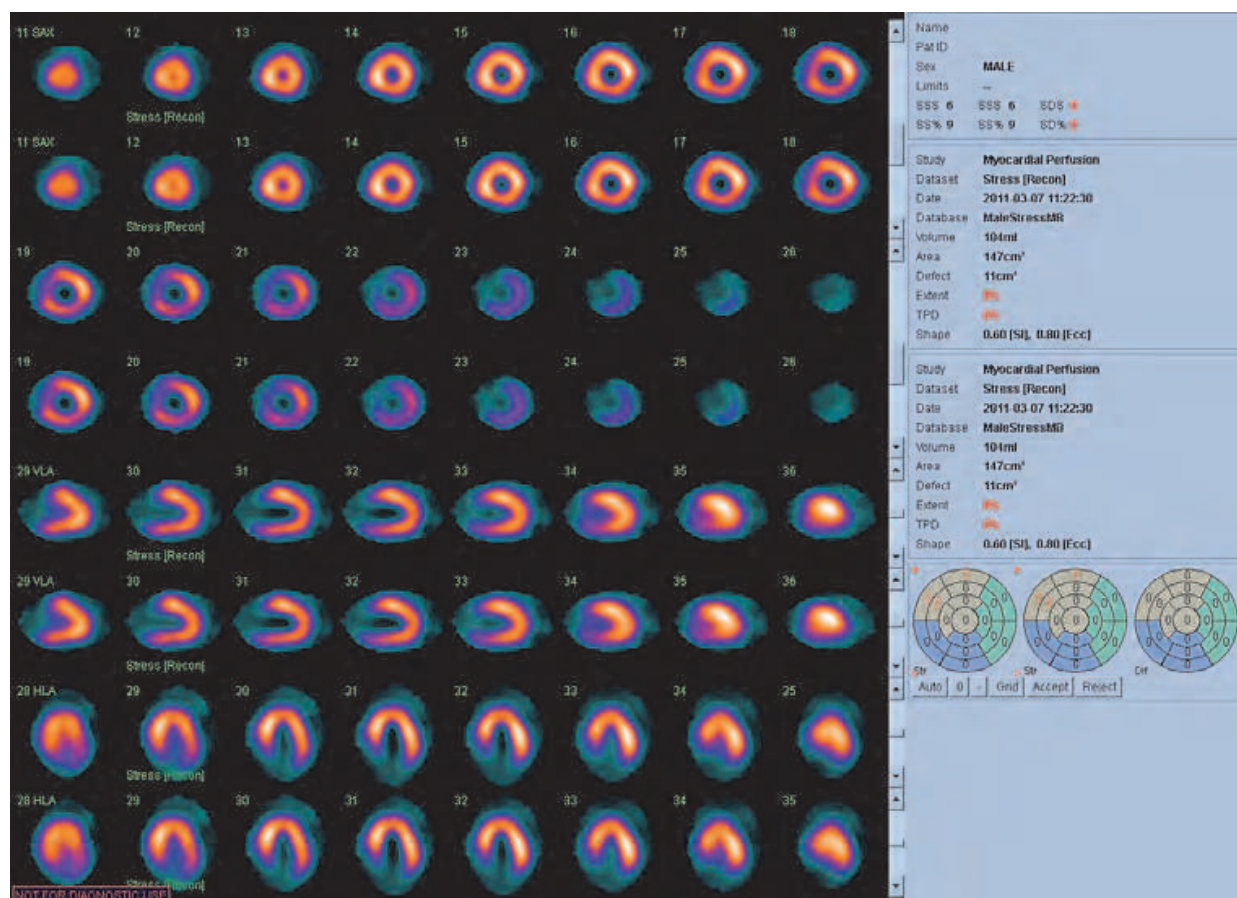 11 SAX 12 13 14 15 16 17 18
Stress [Recon]
11 SAX 12 13 14 15 16 17 18
Stress [Recon]
19 20 21 22 23 24 25 26
19 20 21 22 23 24 25 26
29 VLA 30 31 32 33 34 35 36
Stress [Recon]
29 VLA 30 31 32 33 34 35 36
Stress [Recon]
28 HLA 29 30 31 32 33 34 35
Stress [Recon]
28 HLA 29 30 31 32 33 34 35
Stress [Recon]
NOT FOR DIAGNOSTIC USE
Name
Pat ID
Sex MALE
Limits --
SSS 6 SSS 6 SDS
SS% 9 SS% 9 SD%
Study Myocardial Perfusion
Dataset Stress [Recon]
Date 2011-03-07 11:22:30
Database MaleStressMB
Volume 104ml
Area 147cm²
Defect 11cm²
Extent
TPD
Shape 0.60 [SI], 0.80 [Ecc]
Study Myocardial Perfusion
Dataset Stress [Recon]
Date 2011-03-07 11:22:30
Database MaleStressMB
Volume 104ml
Area 147cm²
Defect 11cm²
Extent
TPD
Shape 0.60 [SI], 0.80 [Ecc]
Str Str Dif
Auto 0 - Grid Accept Reject